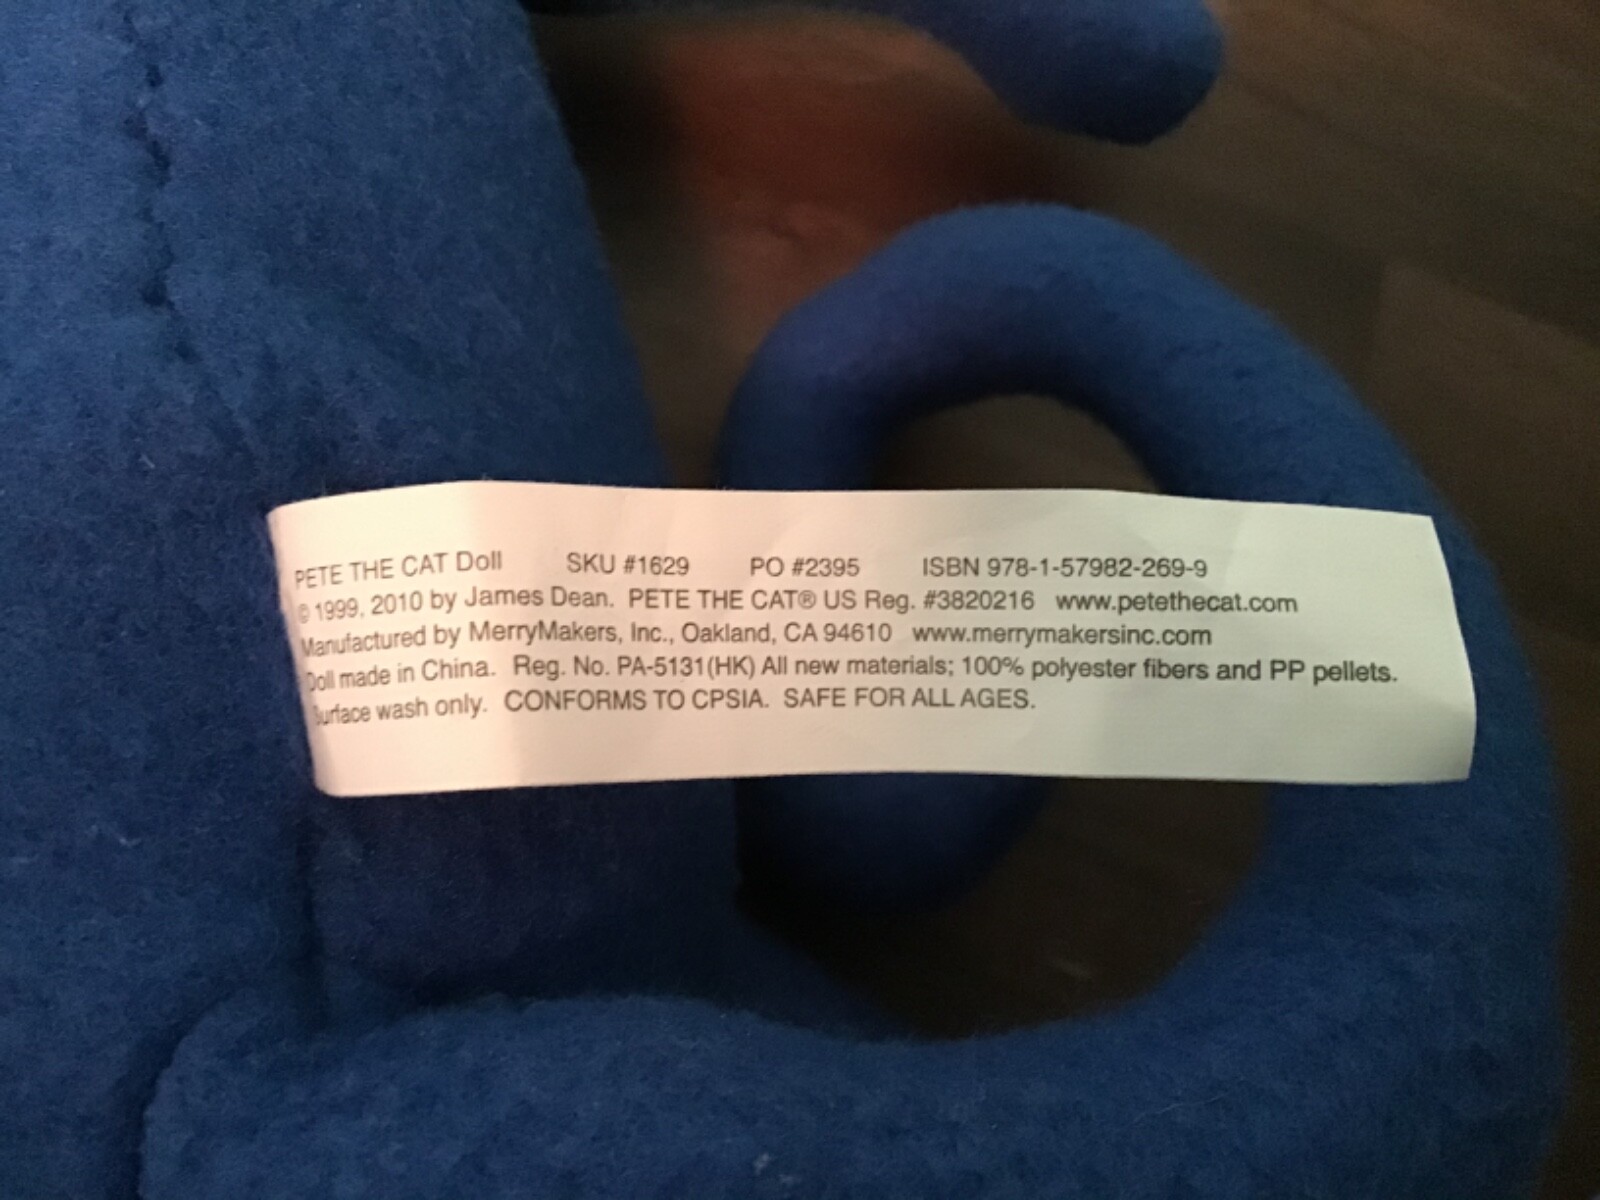 PETE THE CAT Doll SKU #1629 PO #2395 ISBN 978-1-57982-269-9
© 1999, 2010 by James Dean. PETE THE CAT® US Reg. #3820216 www.petethecat.com
Manufactured by MerryMakers, Inc., Oakland, CA 94610 www.merrymakersinc.com
Doll made in China. Reg. No. PA-5131(HK) All new materials; 100% polyester fibers and PP pellets.
Surface wash only. CONFORMS TO CPSIA. SAFE FOR ALL AGES.